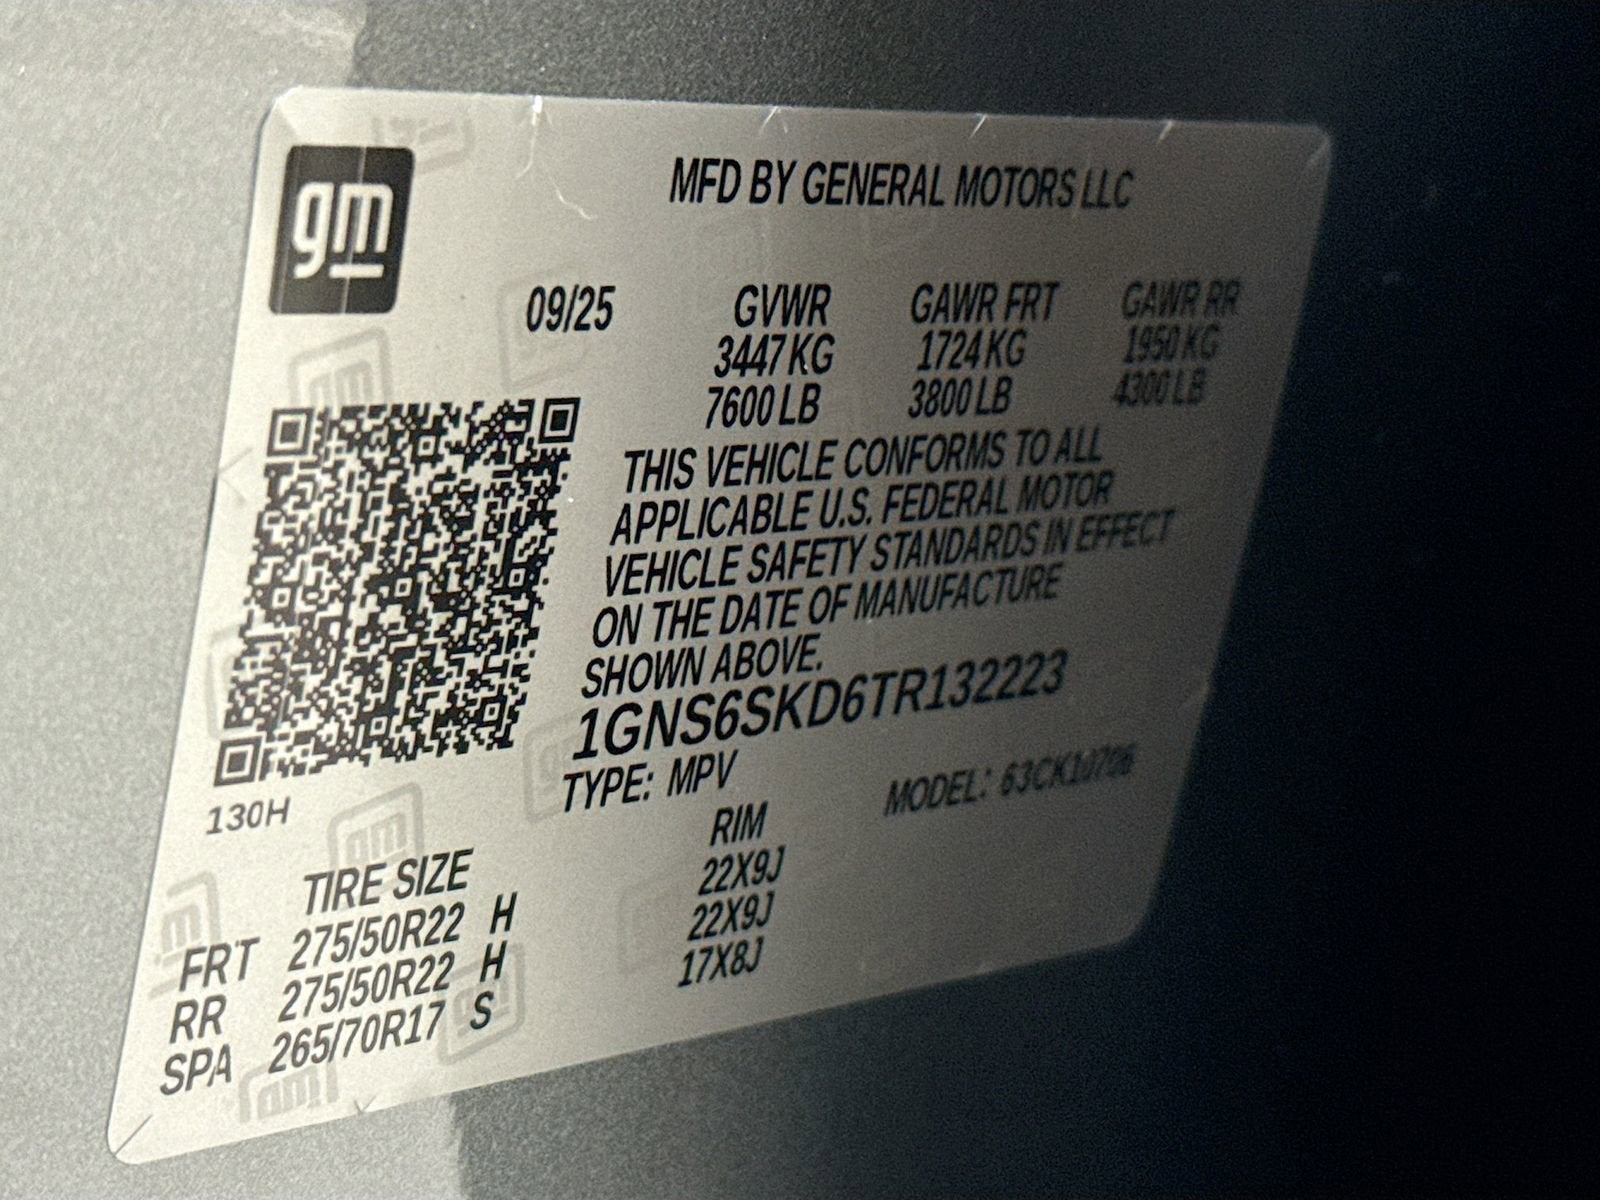 gm
MFD BY GENERAL MOTORS LLC
09/25 GVWR GAWR FRT GAWR RR
3447 KG 1724 KG 1950 KG
7600 LB 3800 LB 4300 LB
THIS VEHICLE CONFORMS TO ALL
APPLICABLE U.S. FEDERAL MOTOR
VEHICLE SAFETY STANDARDS IN EFFECT
ON THE DATE OF MANUFACTURE
SHOWN ABOVE.
1GNS6SKD6TR132223
TYPE: MPV MODEL: 63CK10706
130H
TIRE SIZE RIM
FRT 275/50R22 H 22X9J
RR 275/50R22 H 22X9J
SPA 265/70R17 S 17X8J